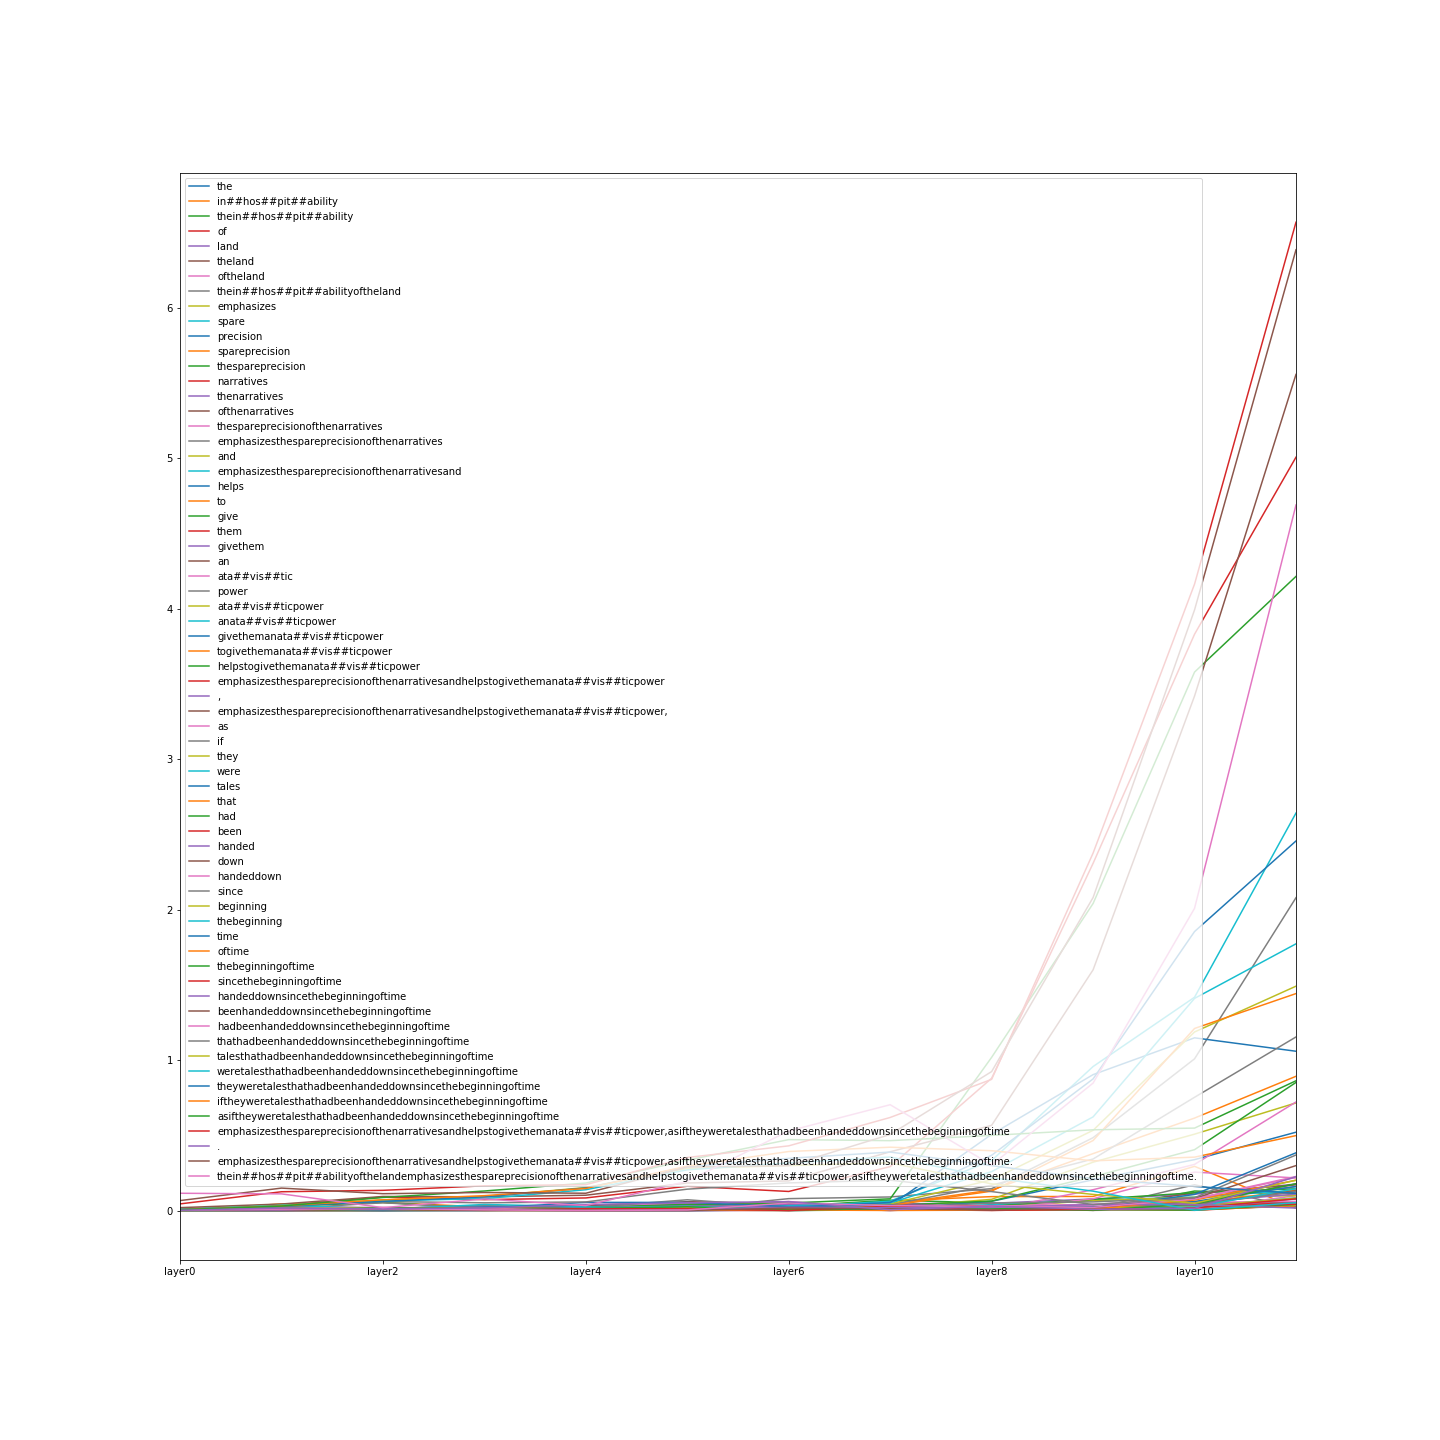 the
in##hos##pit##ability
thein##hos##pit##ability
of
land
theland
oftheland
thein##hos##pit##abilityoftheland
emphasizes
spare
precision
spareprecision
thespareprecision
narratives
thenarratives
ofthenarratives
thespareprecisionofthenarratives
emphasizesthespareprecisionofthenarratives
and
emphasizesthespareprecisionofthenarrativesand
helps
to
give
them
givethem
an
ata##vis##tic
power
ata##vis##ticpower
anata##vis##ticpower
givethemanata##vis##ticpower
togivethemanata##vis##ticpower
helpstogivethemanata##vis##ticpower
emphasizesthespareprecisionofthenarrativesandhelpstogivethemanata##vis##ticpower
,
emphasizesthespareprecisionofthenarrativesandhelpstogivethemanata##vis##ticpower,
as
if
they
were
tales
that
had
been
handed
down
handeddown
since
beginning
thebeginning
time
oftime
thebeginningoftime
sincethebeginningoftime
handeddownsincethebeginningoftime
beenhandeddownsincethebeginningoftime
hadbeenhandeddownsincethebeginningoftime
thathadbeenhandeddownsincethebeginningoftime
talesthathadbeenhandeddownsincethebeginningoftime
weretalesthathadbeenhandeddownsincethebeginningoftime
theyweretalesthathadbeenhandeddownsincethebeginningoftime
iftheyweretalesthathadbeenhandeddownsincethebeginningoftime
asiftheyweretalesthathadbeenhandeddownsincethebeginningoftime
emphasizesthespareprecisionofthenarrativesandhelpstogivethemanata##vis##ticpower,asiftheyweretalesthathadbeenhandeddownsincethebeginningoftime
.
emphasizesthespareprecisionofthenarrativesandhelpstogivethemanata##vis##ticpower,asiftheyweretalesthathadbeenhandeddownsincethebeginningoftime.
thein##hos##pit##abilityofthelandemphasizesthespareprecisionofthenarrativesandhelpstogivethemanata##vis##ticpower,asiftheyweretalesthathadbeenhandeddownsincethebeginningoftime.
6
5
4
3
2
1
0
layer0 layer2 layer4 layer6 layer8 layer10